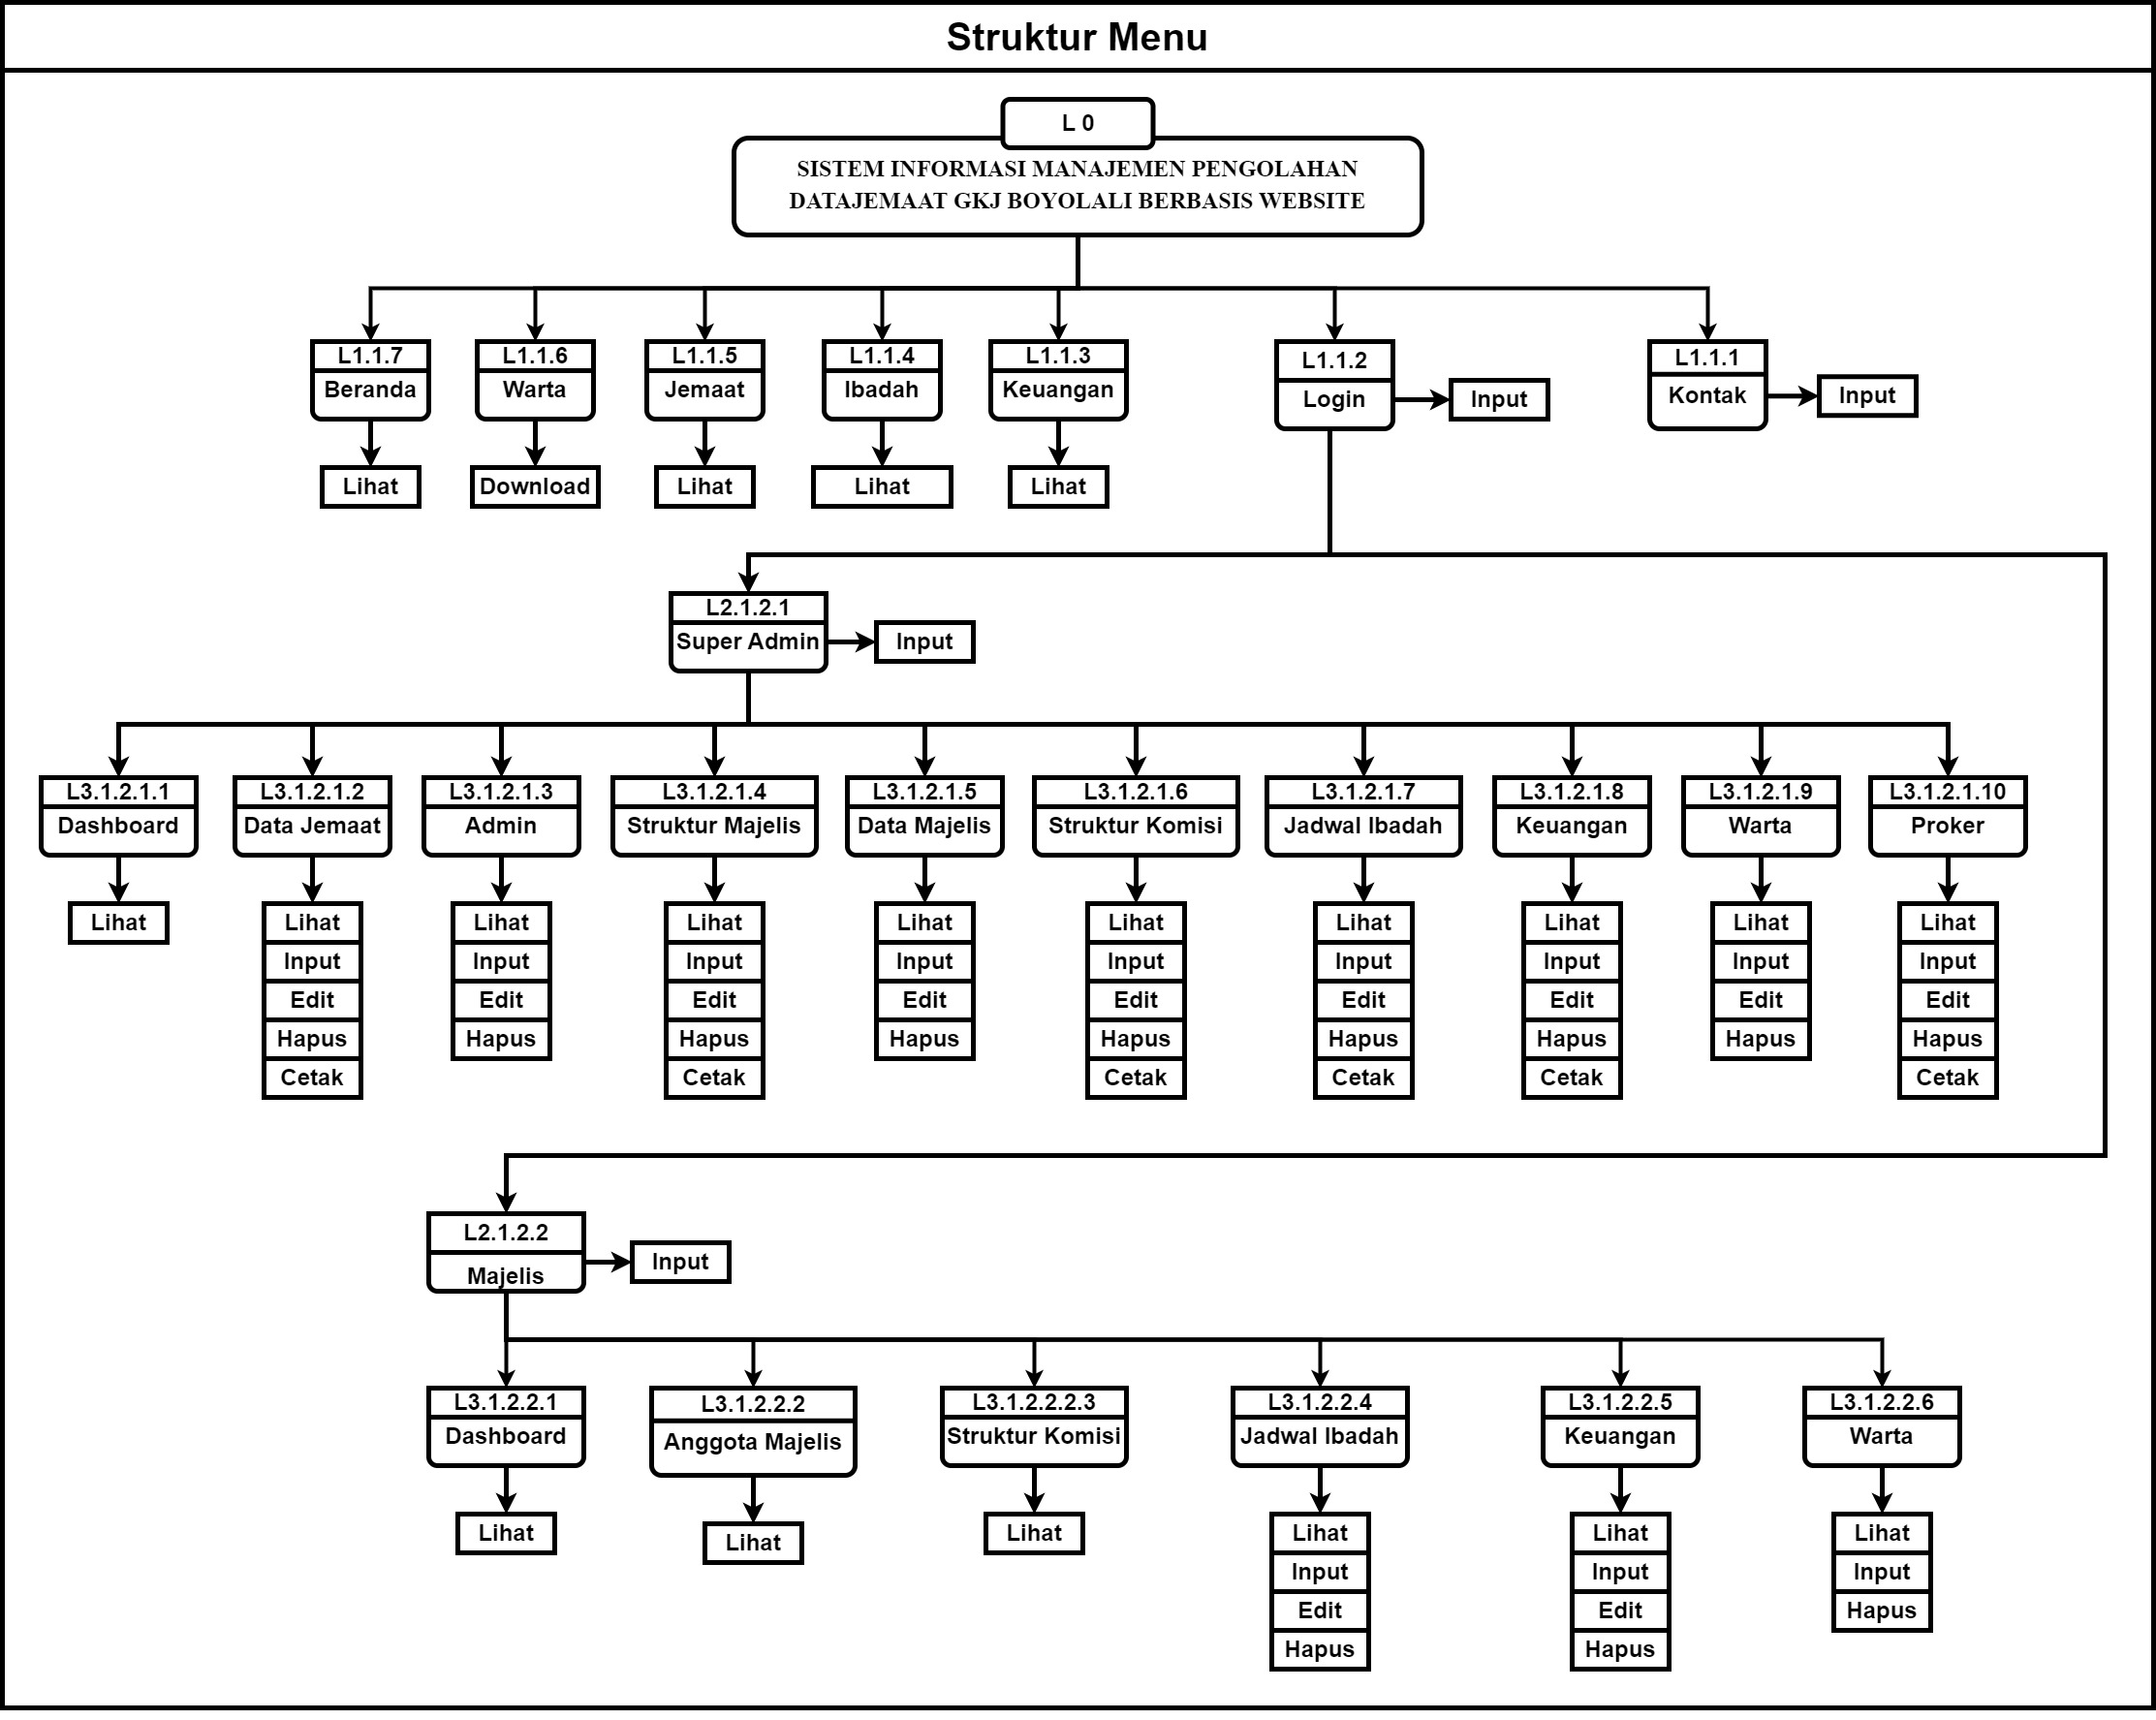 Struktur Menu
L 0
SISTEM INFORMASI MANAJEMEN PENGOLAHAN
DATAJEMAAT GKJ BOYOLALI BERBASIS WEBSITE
L1.1.7
Beranda
Lihat
L1.1.6
Warta
Download
L1.1.5
Jemaat
Lihat
L1.1.4
Ibadah
Lihat
L1.1.3
Keuangan
Lihat
L1.1.2
Login
Input
L1.1.1
Kontak
Input
L2.1.2.1
Super Admin
Input
L3.1.2.1.1
Dashboard
Lihat
L3.1.2.1.2
Data Jemaat
Lihat
Input
Edit
Hapus
Cetak
L3.1.2.1.3
Admin
Lihat
Input
Edit
Hapus
L3.1.2.1.4
Struktur Majelis
Lihat
Input
Edit
Hapus
Cetak
L3.1.2.1.5
Data Majelis
Lihat
Input
Edit
Hapus
L3.1.2.1.6
Struktur Komisi
Lihat
Input
Edit
Hapus
Cetak
L3.1.2.1.7
Jadwal Ibadah
Lihat
Input
Edit
Hapus
Cetak
L3.1.2.1.8
Keuangan
Lihat
Input
Edit
Hapus
Cetak
L3.1.2.1.9
Warta
Lihat
Input
Edit
Hapus
L3.1.2.1.10
Proker
Lihat
Input
Edit
Hapus
Cetak
L2.1.2.2
Majelis
Input
L3.1.2.2.1
Dashboard
Lihat
L3.1.2.2.2
Anggota Majelis
Lihat
L3.1.2.2.2.3
Struktur Komisi
Lihat
L3.1.2.2.4
Jadwal Ibadah
Lihat
Input
Edit
Hapus
L3.1.2.2.5
Keuangan
Lihat
Input
Edit
Hapus
L3.1.2.2.6
Warta
Lihat
Input
Hapus